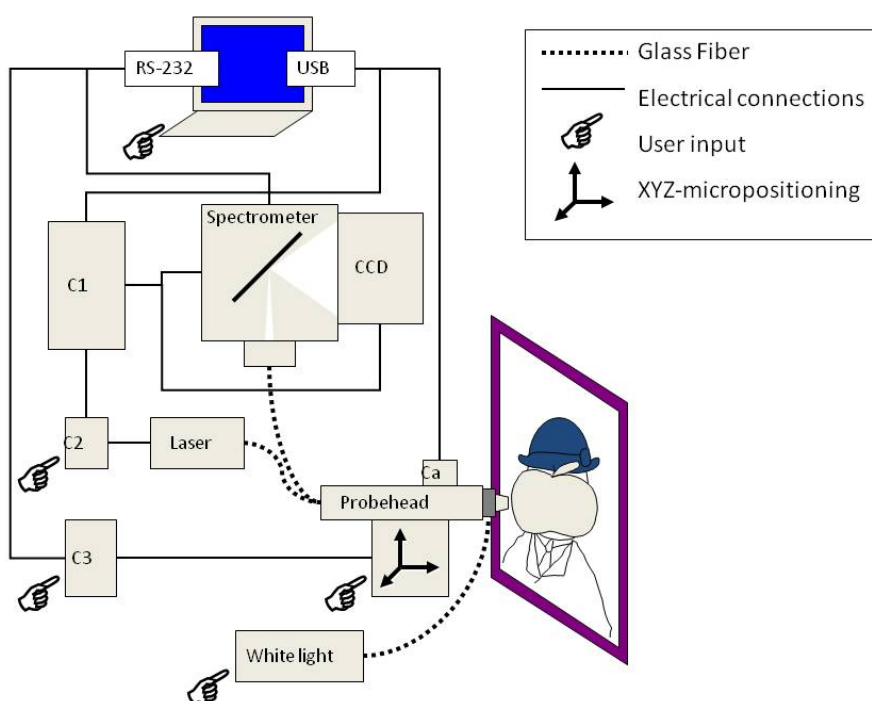 RS-232
USB
Glass Fiber
Electrical connections
User input
XYZ-micropositioning
Spectrometer
CCD
C1
C2
Laser
Ca
Probehead
C3
White light